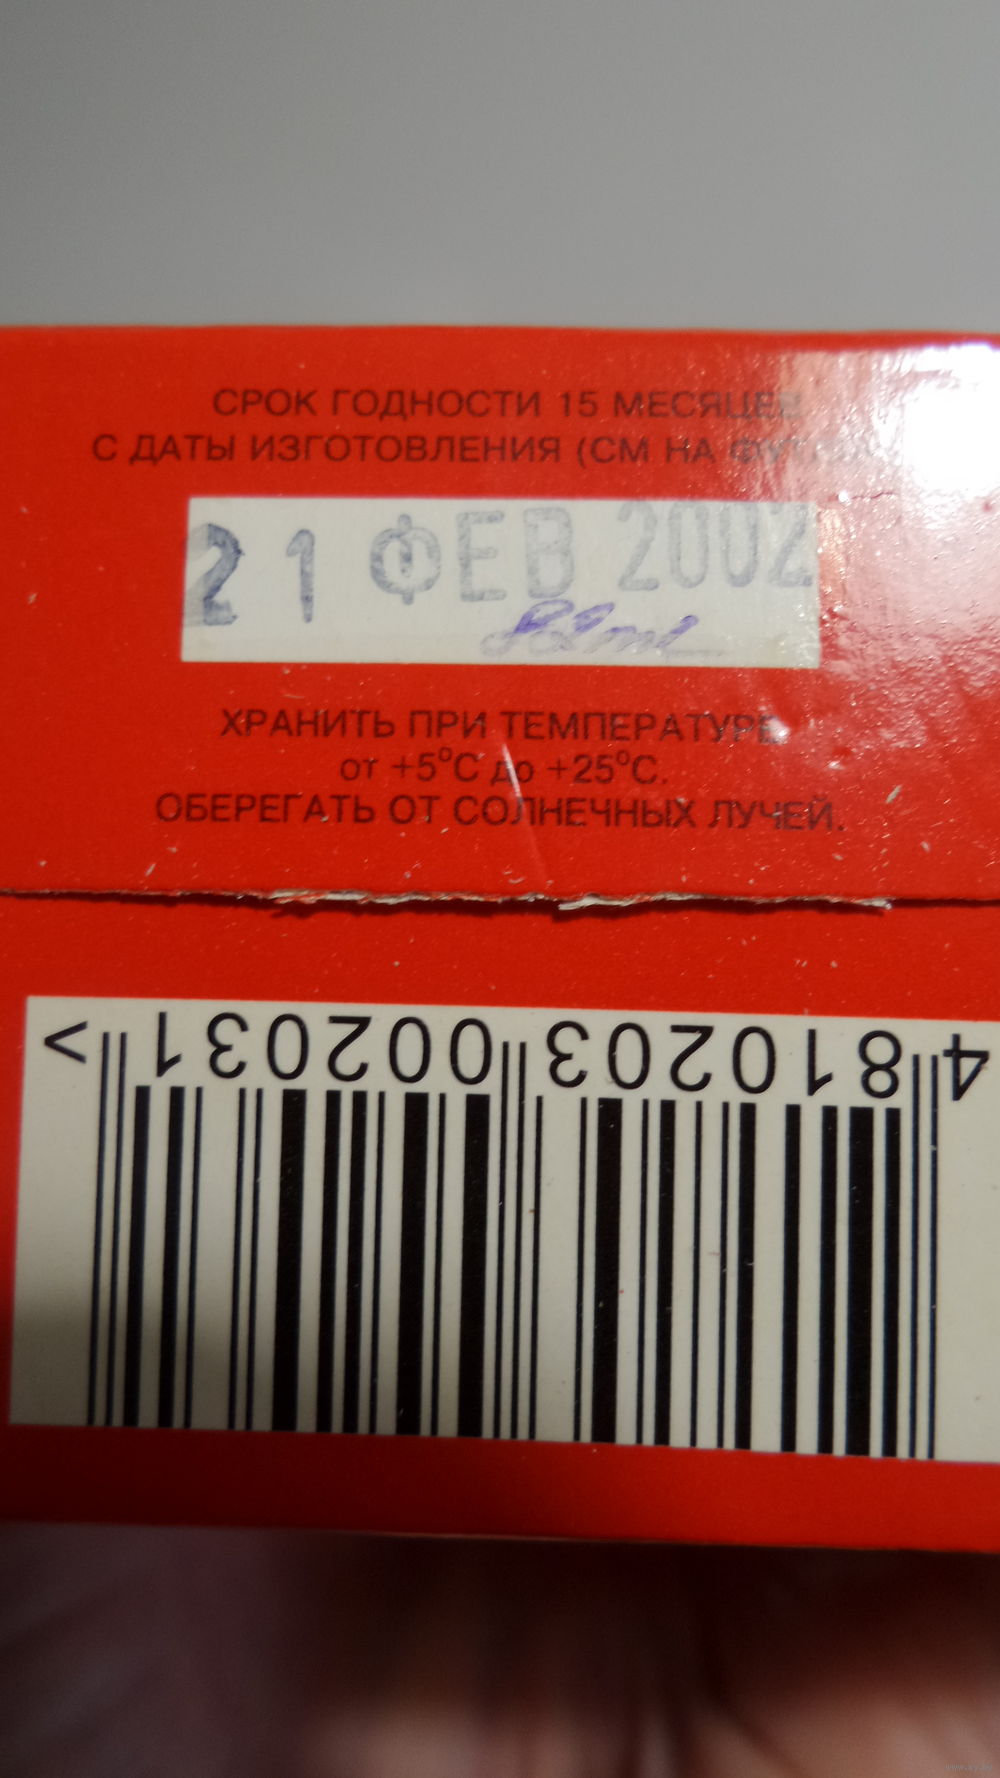 СРОК ГОДНОСТИ 15 МЕСЯЦЕВ
С ДАТЫ ИЗГОТОВЛЕНИЯ (СМ НА
21 ФЕВ 2002
ХРАНИТЬ ПРИ ТЕМПЕРАТУРЕ
от +5°С до +25°С.
ОБЕРЕГАТЬ ОТ СОЛНЕЧНЫХ ЛУЧЕЙ.
4 810203 002031 >